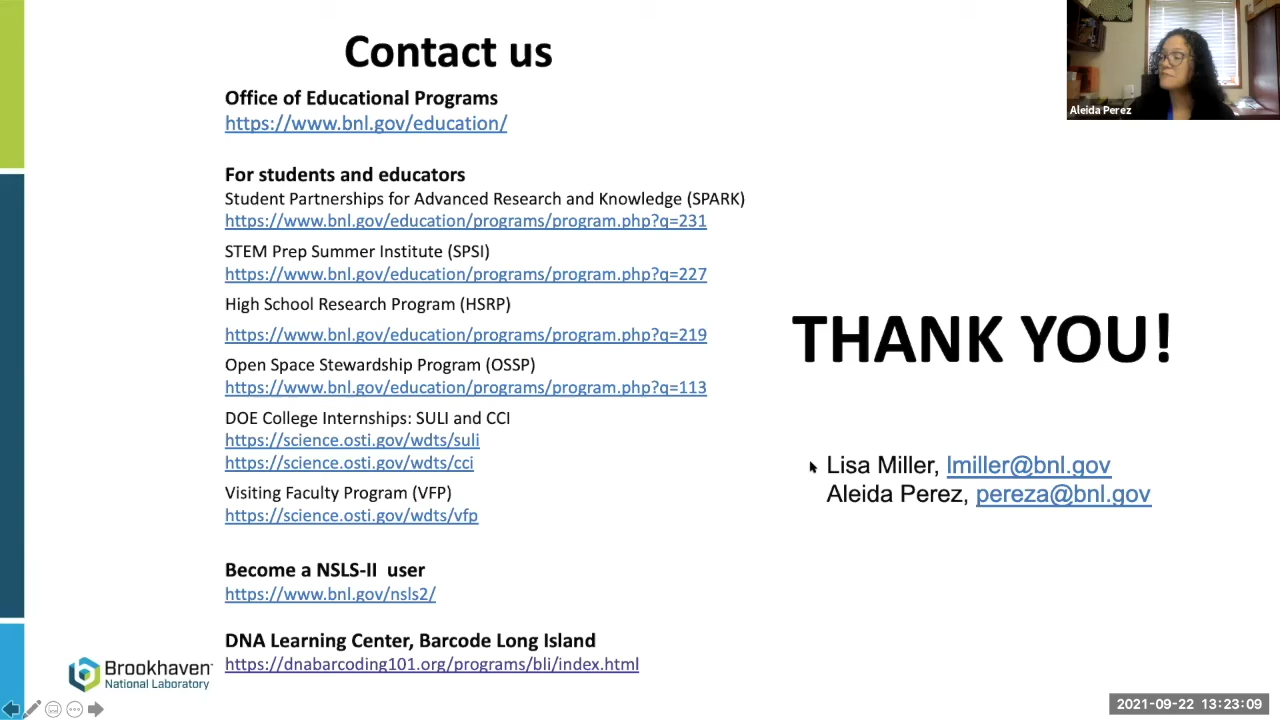 Contact us
Office of Educational Programs
https://www.bnl.gov/education/
For students and educators
Student Partnerships for Advanced Research and Knowledge (SPARK)
https://www.bnl.gov/education/programs/program.php?q=231
STEM Prep Summer Institute (SPSI)
https://www.bnl.gov/education/programs/program.php?q=227
High School Research Program (HSRP)
https://www.bnl.gov/education/programs/program.php?q=219
Open Space Stewardship Program (OSSP)
https://www.bnl.gov/education/programs/program.php?q=113
DOE College Internships: SULI and CCI
https://science.osti.gov/wdts/suli
https://science.osti.gov/wdts/cci
Visiting Faculty Program (VFP)
https://science.osti.gov/wdts/vfp
Become a NSLS-II user
https://www.bnl.gov/nsls2/
DNA Learning Center, Barcode Long Island
https://dnabarcoding101.org/programs/bli/index.html
THANK YOU!
Lisa Miller, lmiller@bnl.gov
Aleida Perez, pereza@bnl.gov
Aleida Perez
Brookhaven
National Laboratory
2021-09-22 13:23:09